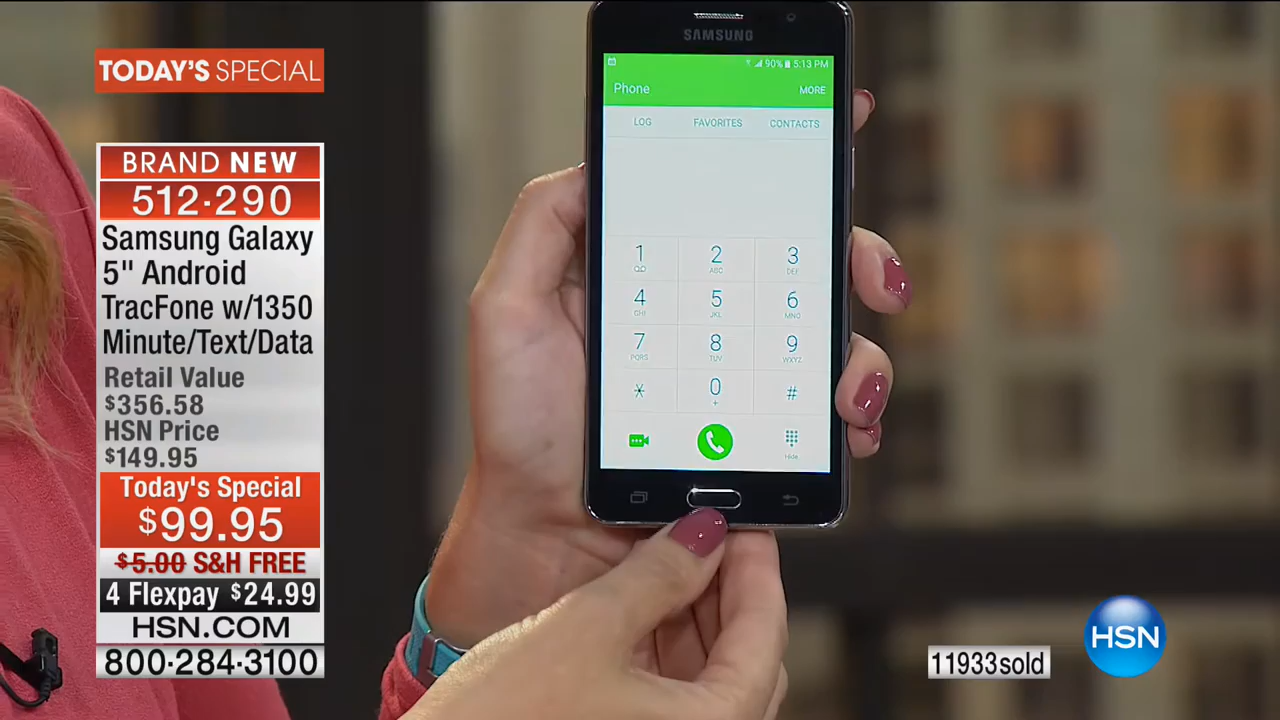 TODAY'S SPECIAL
BRAND NEW
512·290
Samsung Galaxy
5" Android
TracFone w/1350
Minute/Text/Data
Retail Value
$356.58
HSN Price
$149.95
Today's Special
$99.95
$5.00 S&H FREE
4 Flexpay $24.99
HSN.COM
800·284·3100
SAMSUNG
90% 5:13 PM
Phone MORE
LOG FAVORITES CONTACTS
1 2 3
ABC DEF
4 5 6
GHI JKL MNO
7 8 9
PQRS TUV WXYZ
* 0 #
+
Hide
HSN
11933sold